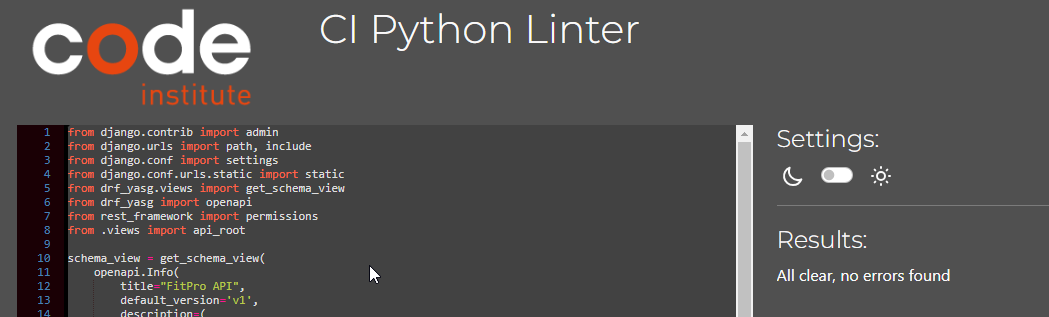 code
institute
CI Python Linter
1 from django.contrib import admin
2 from django.urls import path, include
3 from django.conf import settings
4 from django.conf.urls.static import static
5 from drf_yasg.views import get_schema_view
6 from drf_yasg import openapi
7 from rest_framework import permissions
8 from .views import api_root
9
10 schema_view = get_schema_view(
11     openapi.Info(
12         title="FitPro API",
13         default_version='v1',
14         description=(
Settings:
Results:
All clear, no errors found